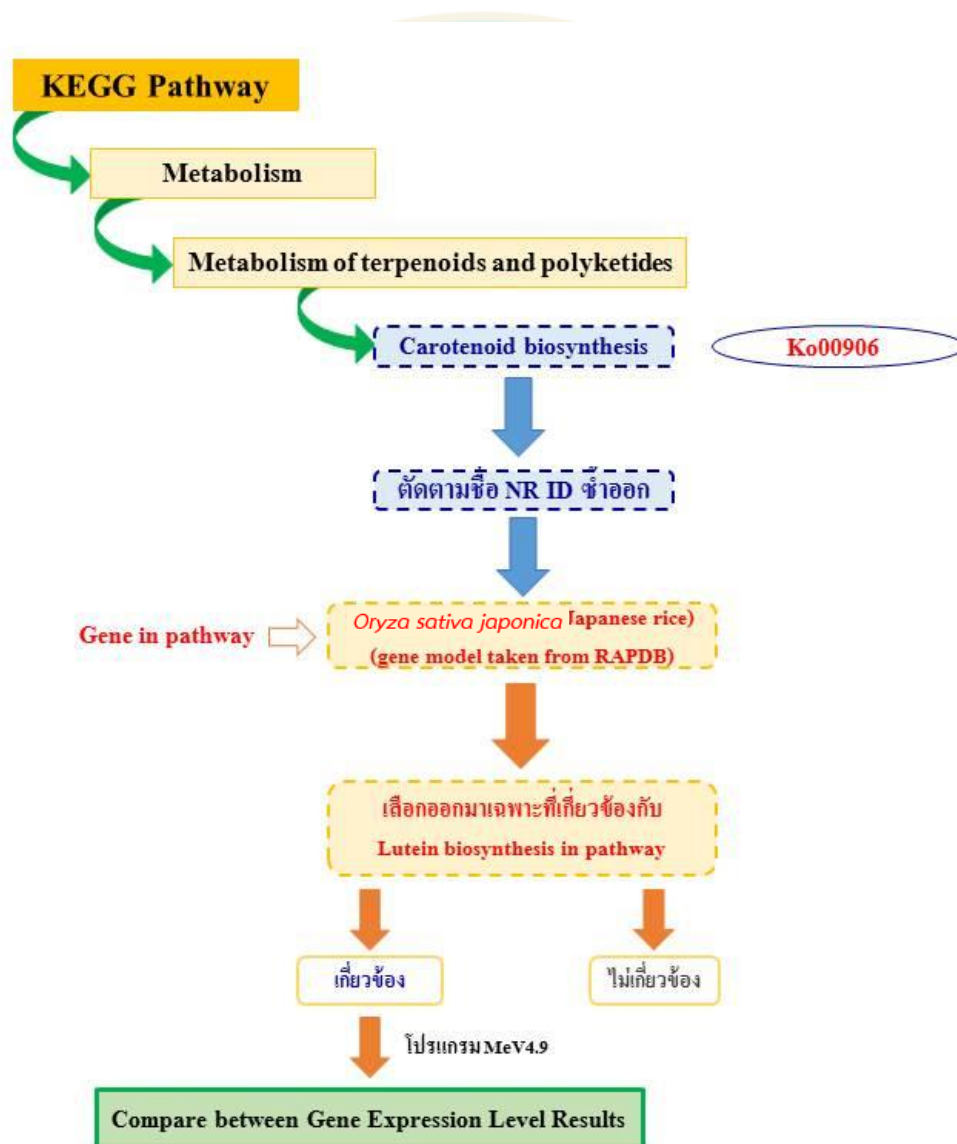 KEGG Pathway
Metabolism
Metabolism of terpenoids and polyketides
Carotenoid biosynthesis
Ko00906
ตัดตามชื่อ NR ID ซ้ำออก
Gene in pathway
Oryza sativa japonica Japanese rice)
(gene model taken from RAPDB)
เลือกออกมาเฉพาะที่เกี่ยวข้องกับ
Lutein biosynthesis in pathway
เกี่ยวข้อง
ไม่เกี่ยวข้อง
โปรแกรม MeV4.9
Compare between Gene Expression Level Results